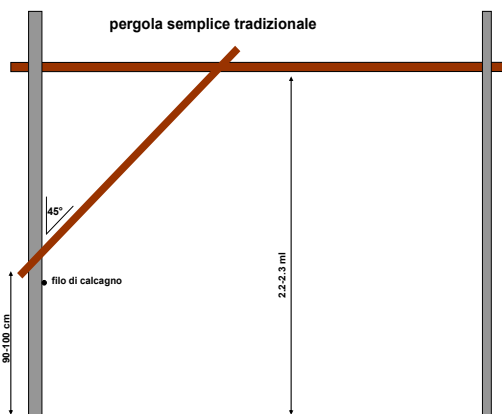 pergola semplice tradizionale
45°
filo di calcagno
2.2-2.3 ml
90-100 cm